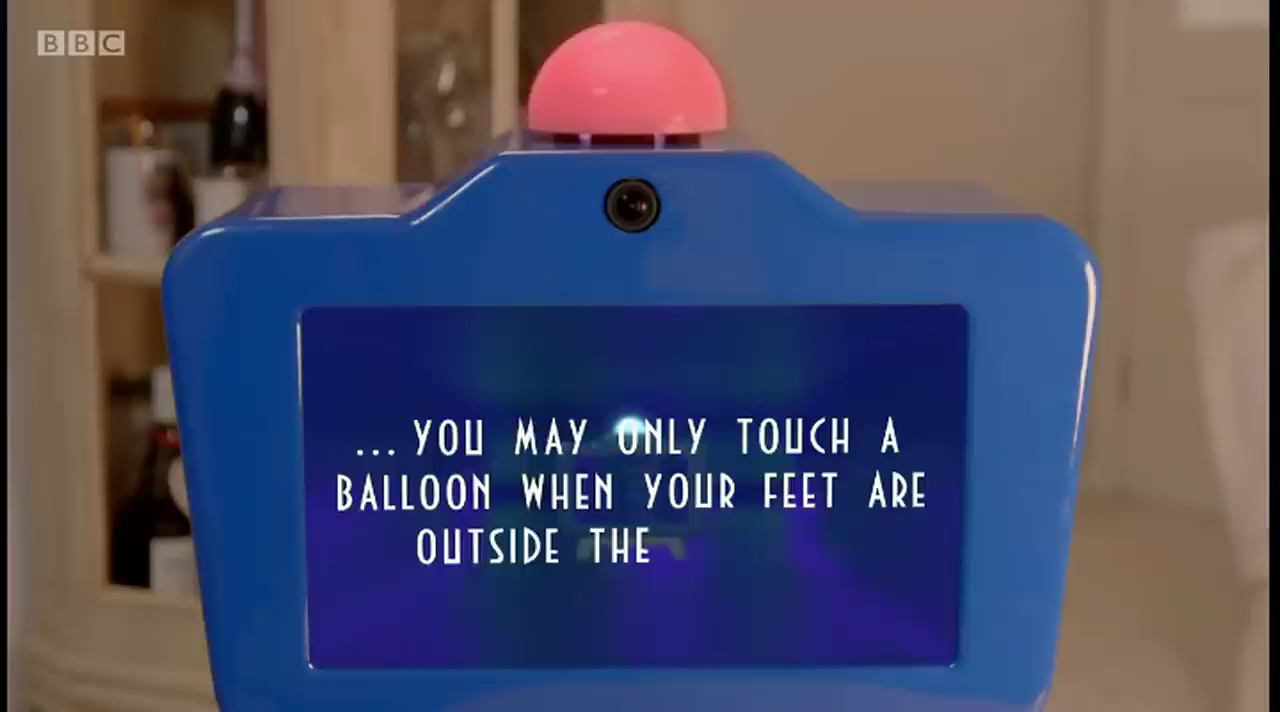 BBC
... YOU MAY ONLY TOUCH A
BALLOON WHEN YOUR FEET ARE
OUTSIDE THE